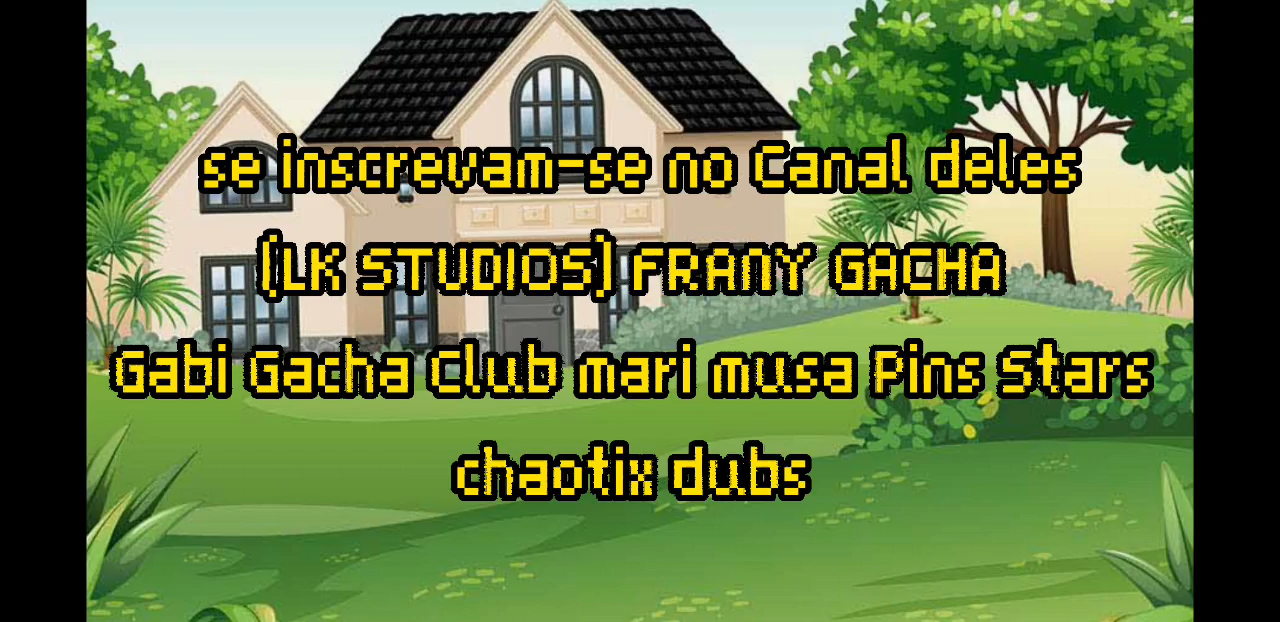 se inscrevam-se no Canal deles
(LK STUDIOS) FRANY GACHA
Gabi Gacha Club mari musa Pins Stars
chaotix dubs